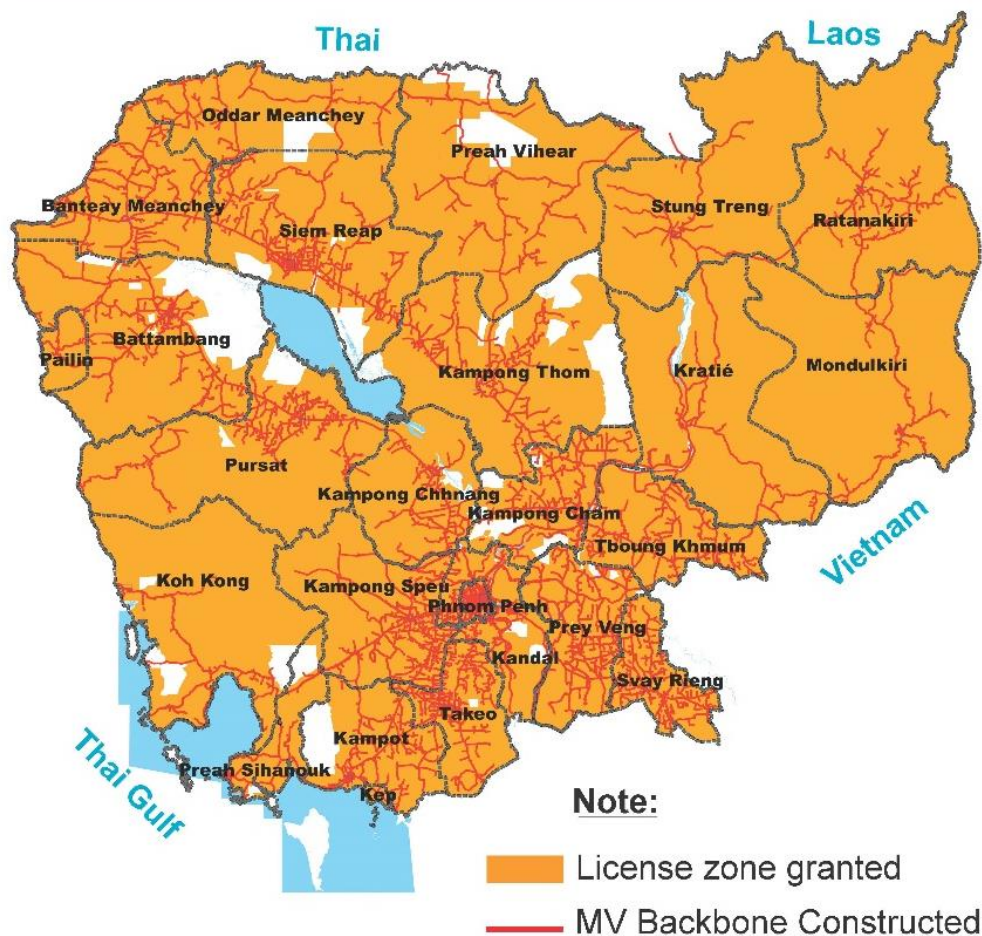 Thai
Laos
Oddar Meanchey
Preah Vihear
Banteay Meanchey
Siem Reap
Stung Treng
Ratanakiri
Battambang
Pailin
Kampong Thom
Kratié
Mondulkiri
Pursat
Kampong Chhnang
Kampong Cham
Tboung Khmum
Vietnam
Koh Kong
Kampong Speu
Phnom Penh
Prey Veng
Kandal
Svay Rieng
Takeo
Kampot
Preah Sihanouk
Kep
Thai Gulf
Note:
License zone granted
MV Backbone Constructed